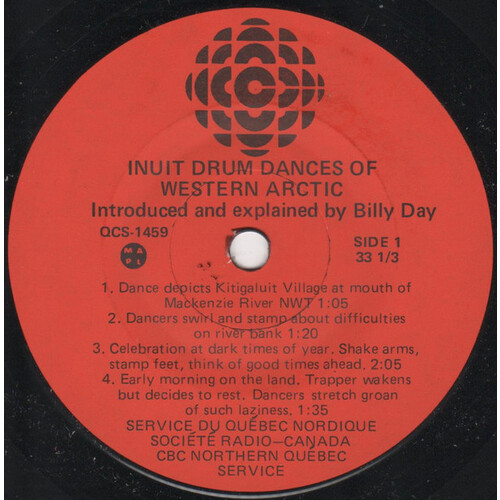 INUIT DRUM DANCES OF
WESTERN ARCTIC
Introduced and explained by Billy Day
QCS-1459
SIDE 1
MAPL
33 1/3
1. Dance depicts Kitigaluit Village at mouth of
Mackenzie River NWT 1:05
2. Dancers swirl and stamp about difficulties
on river bank 1:20
3. Celebration at dark times of year. Shake arms,
stamp feet, think of good times ahead. 2:05
4. Early morning on the land. Trapper wakens
but decides to rest. Dancers stretch groan
of such laziness. 1:35
SERVICE DU QUÉBEC NORDIQUE
SOCIÉTÉ RADIO—CANADA
CBC NORTHERN QUÉBEC
SERVICE